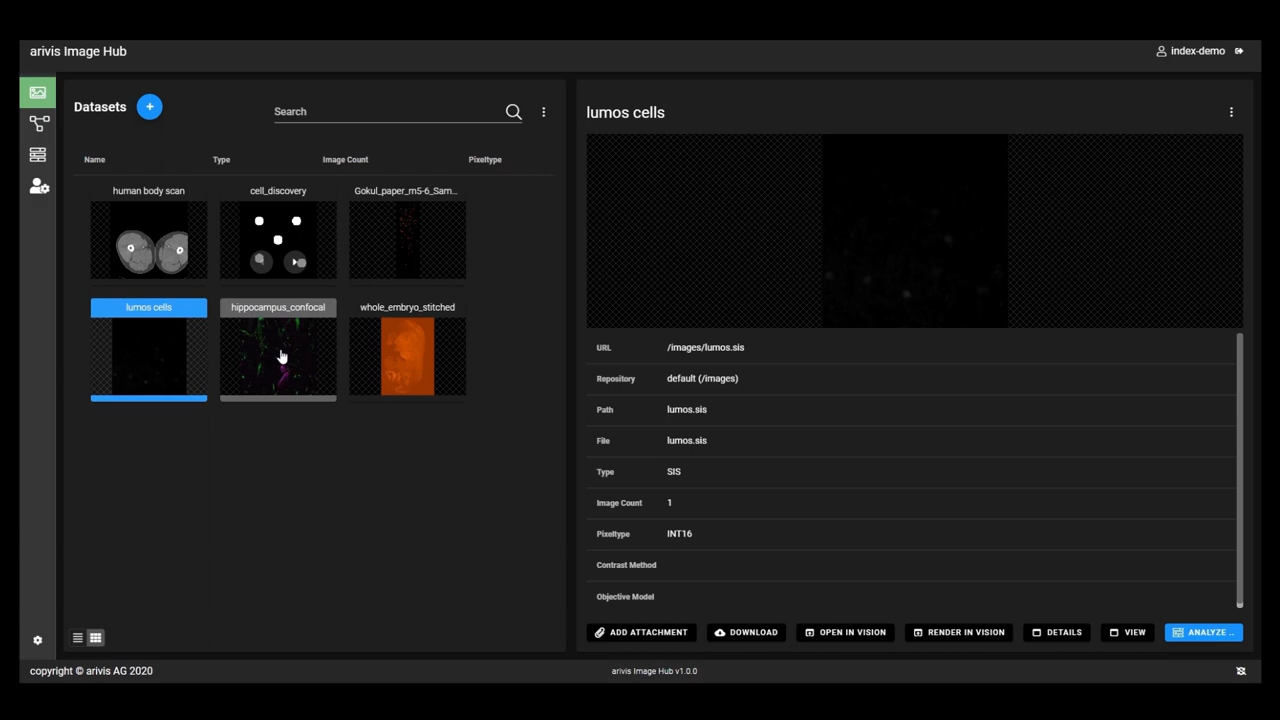 arivis Image Hub
index-demo
Datasets
+
Search
Name Type Image Count Pixeltype
human body scan cell_discovery Gokul_paper_m5-6_Sam...
lumos cells hippocampus_confocal whole_embryo_stitched
lumos cells
URL /images/lumos.sis
Repository default (/images)
Path lumos.sis
File lumos.sis
Type SIS
Image Count 1
Pixeltype INT16
Contrast Method
Objective Model
ADD ATTACHMENT DOWNLOAD OPEN IN VISION RENDER IN VISION DETAILS VIEW ANALYZE ..
copyright © arivis AG 2020
arivis Image Hub v1.0.0